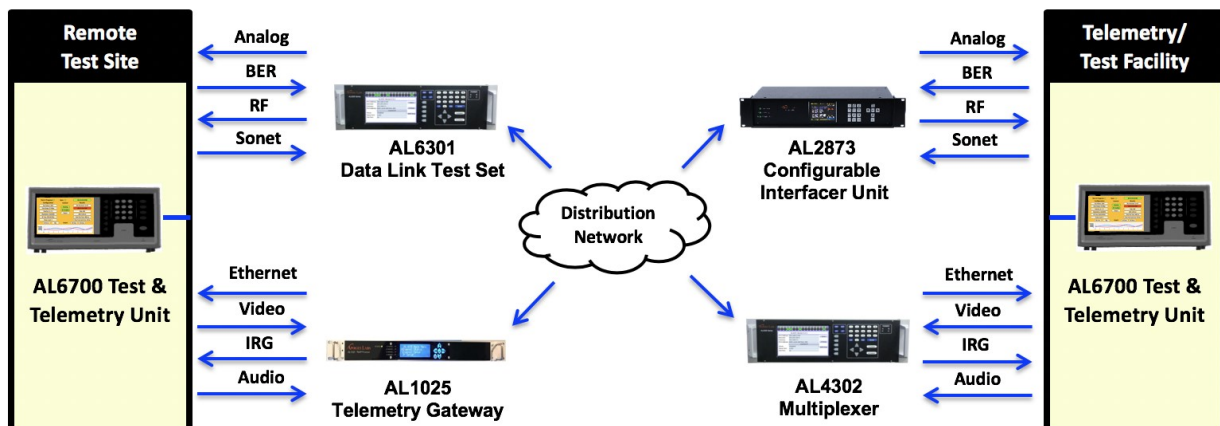 Remote
Test Site
AL6700 Test &
Telemetry Unit
Analog
BER
RF
Sonet
AL6301
Data Link Test Set
Ethernet
Video
IRG
Audio
AL1025
Telemetry Gateway
Distribution
Network
AL2873
Configurable
Interfacer Unit
AL4302
Multiplexer
Analog
BER
RF
Sonet
Ethernet
Video
IRG
Audio
Telemetry/
Test Facility
AL6700 Test &
Telemetry Unit